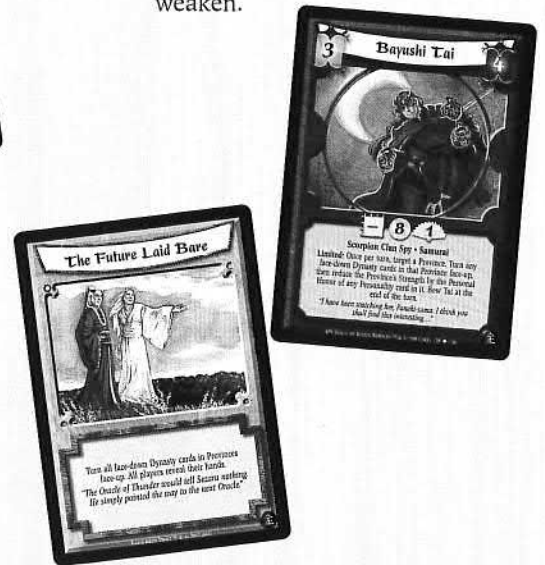 weaken.
3
Bayushi Tai
4
–
8
1
Scorpion Clan Spy • Samurai
Limited: Once per turn, target a Province. Turn any
face-down Dynasty cards in that Province face-up,
then reduce the Province's Strength by the Personal
Honor of any Personality card in it. Bow Tai at the
end of the turn.
"I have been watching her, Paneki-sama. I think you
shall find this interesting..."
The Future Laid Bare
Turn all face-down Dynasty cards in Provinces
face-up. All players reveal their hands.
"The Oracle of Thunder would tell Sezaru nothing.
He simply pointed the way to the next Oracle."